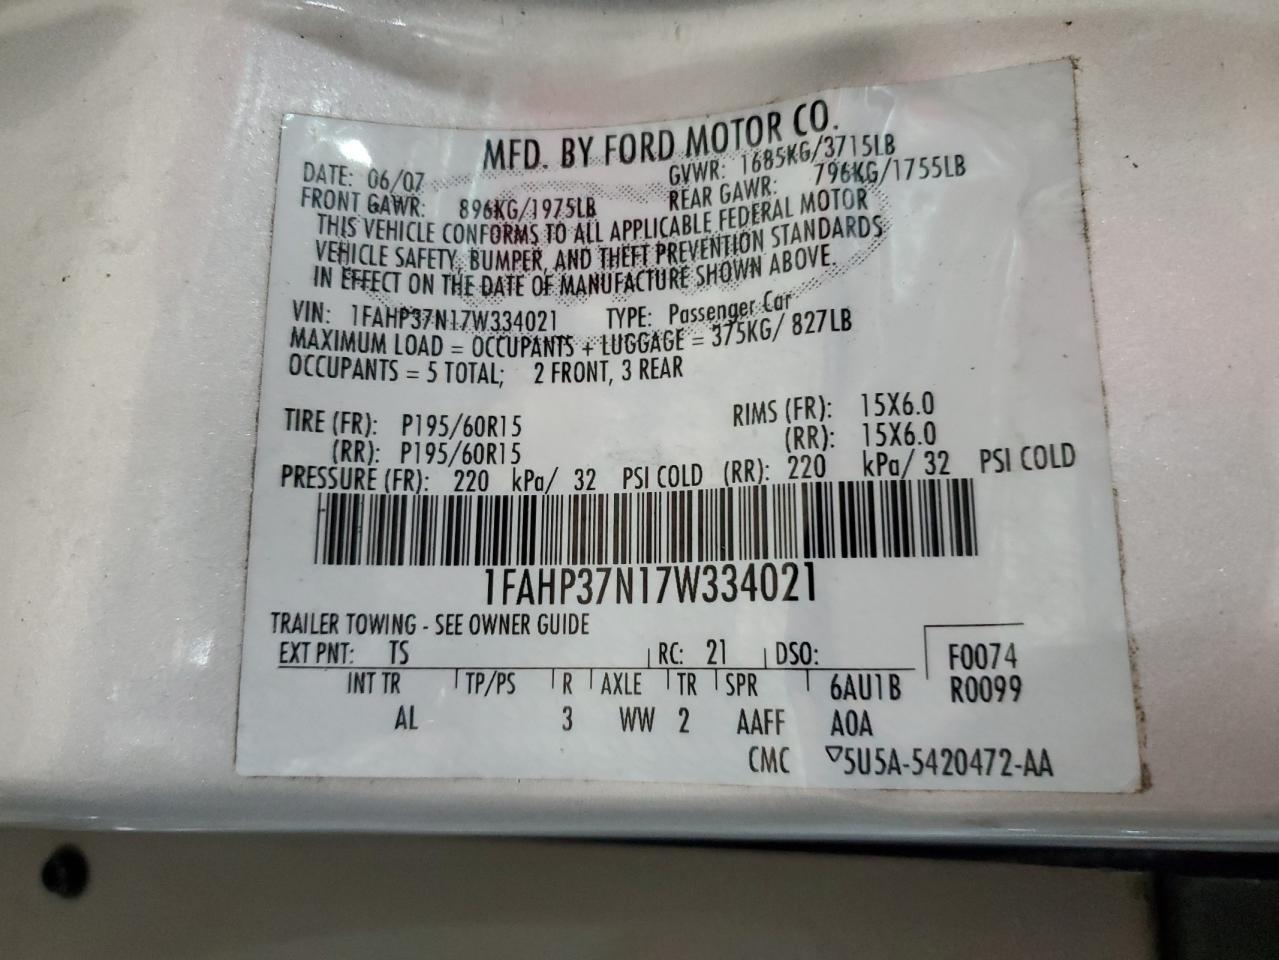 MFD. BY FORD MOTOR CO.
DATE: 06/07 GVWR: 1685KG/3715LB
FRONT GAWR: 896KG/1975LB REAR GAWR: 796KG/1755LB
THIS VEHICLE CONFORMS TO ALL APPLICABLE FEDERAL MOTOR
VEHICLE SAFETY, BUMPER, AND THEFT PREVENTION STANDARDS
IN EFFECT ON THE DATE OF MANUFACTURE SHOWN ABOVE.
VIN: 1FAHP37N17W334021 TYPE: Passenger Car
MAXIMUM LOAD = OCCUPANTS + LUGGAGE = 375KG/ 827LB
OCCUPANTS = 5 TOTAL; 2 FRONT, 3 REAR
TIRE (FR): P195/60R15 RIMS (FR): 15X6.0
(RR): P195/60R15 (RR): 15X6.0
PRESSURE (FR): 220 kPa/ 32 PSI COLD (RR): 220 kPa/ 32 PSI COLD
1FAHP37N17W334021
TRAILER TOWING - SEE OWNER GUIDE
EXT PNT: TS RC: 21 DSO: F0074
INT TR TP/PS R AXLE TR SPR 6AU1B R0099
AL 3 WW 2 AAFF A0A
CMC ▽5U5A-5420472-AA